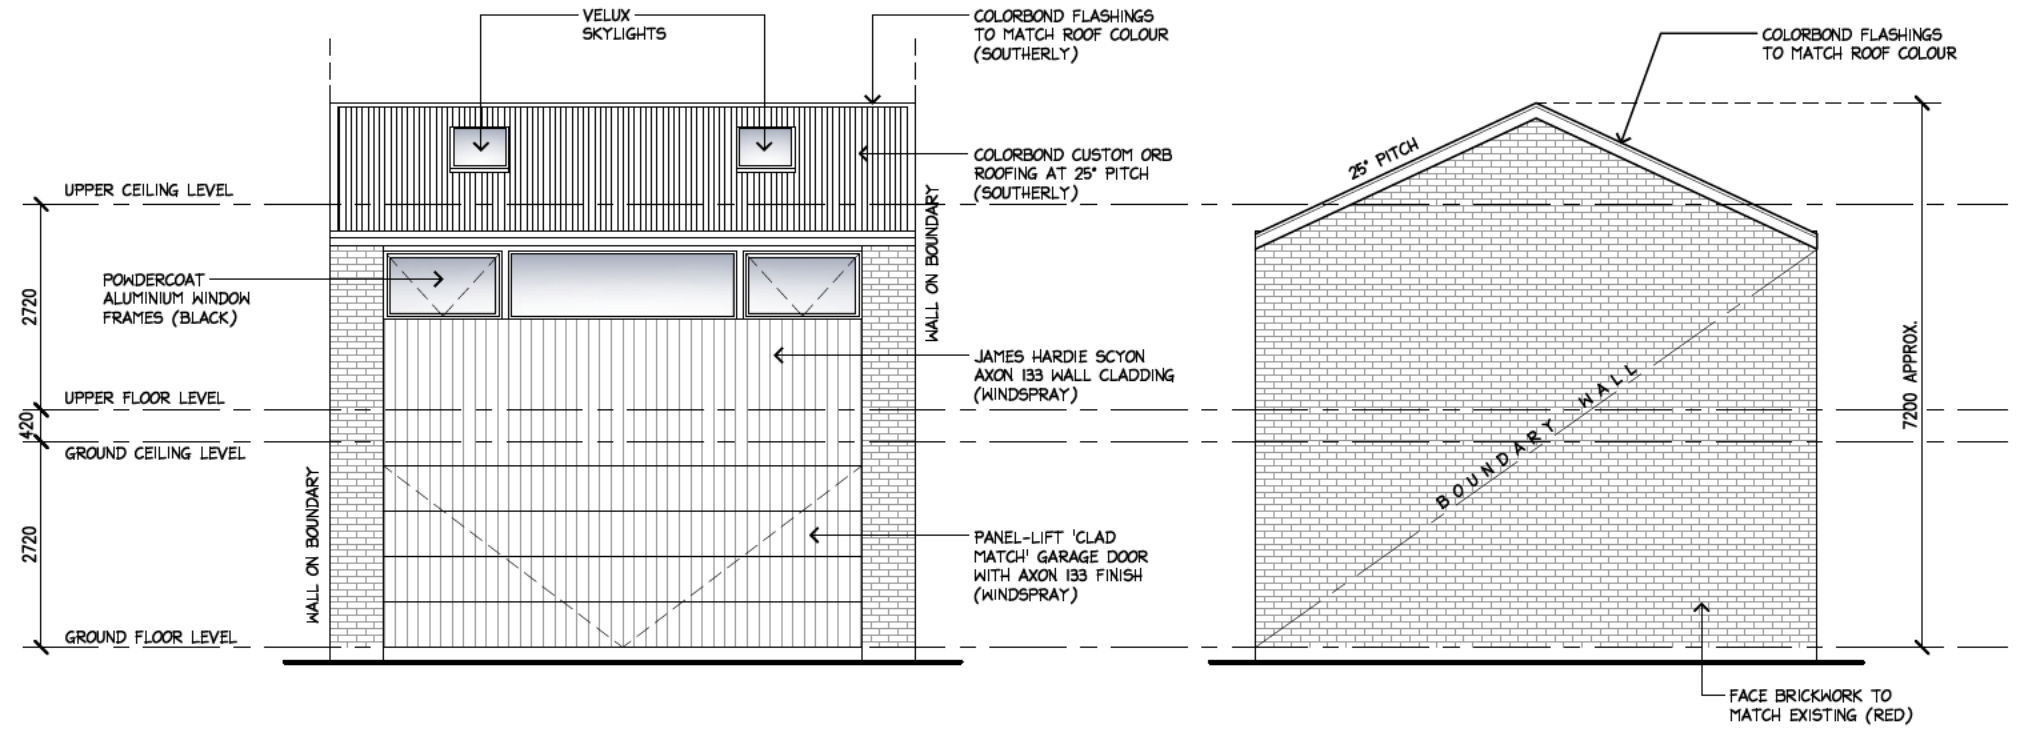 VELUX
SKYLIGHTS
COLORBOND FLASHINGS
TO MATCH ROOF COLOUR
(SOUTHERLY)
COLORBOND FLASHINGS
TO MATCH ROOF COLOUR
25° PITCH
COLORBOND CUSTOM ORB
ROOFING AT 25° PITCH
(SOUTHERLY)
UPPER CEILING LEVEL
WALL ON BOUNDARY
POWDERCOAT
ALUMINIUM WINDOW
FRAMES (BLACK)
2720
7200 APPROX.
JAMES HARDIE SCYON
AXON 133 WALL CLADDING
(WINDSPRAY)
UPPER FLOOR LEVEL
420
GROUND CEILING LEVEL
BOUNDARY WALL
WALL ON BOUNDARY
2720
PANEL-LIFT 'CLAD
MATCH' GARAGE DOOR
WITH AXON 133 FINISH
(WINDSPRAY)
GROUND FLOOR LEVEL
FACE BRICKWORK TO
MATCH EXISTING (RED)